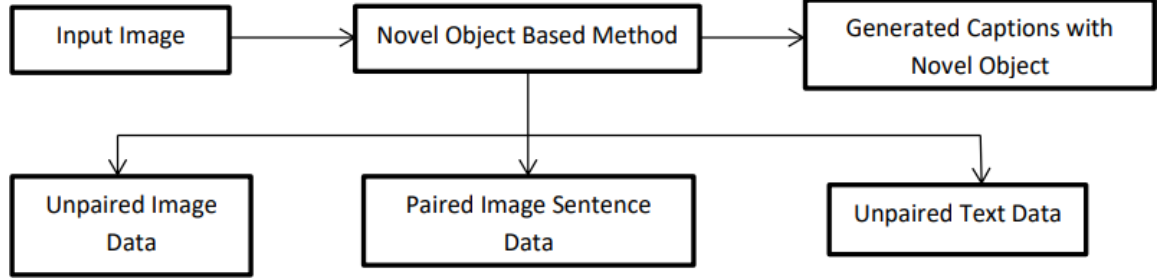 Input Image
Novel Object Based Method
Generated Captions with
Novel Object
Unpaired Image
Data
Paired Image Sentence
Data
Unpaired Text Data